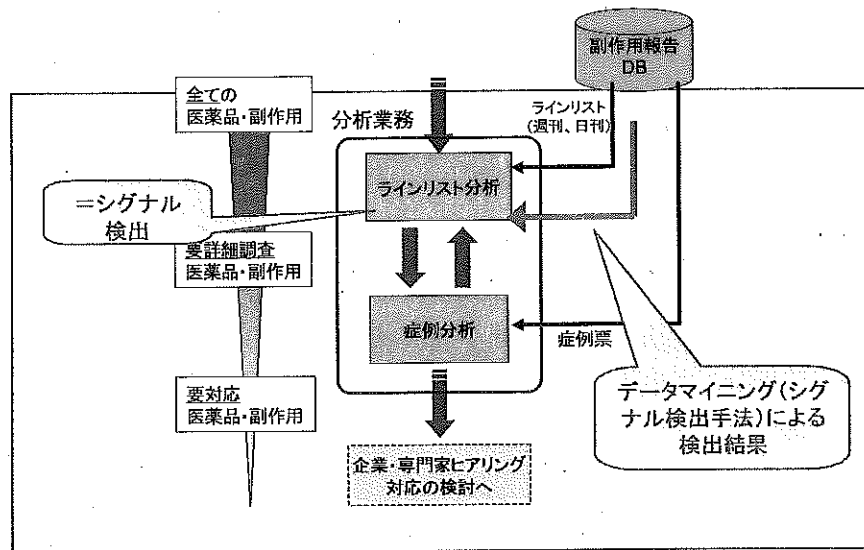 副作用報告
DB
全ての
医薬品・副作用
分析業務
ラインリスト
(週刊、日刊)
ラインリスト分析
＝シグナル
検出
要詳細調査
医薬品・副作用
症例分析
症例票
要対応
医薬品・副作用
データマイニング(シグ
ナル検出手法)による
検出結果
企業・専門家ヒアリング
対応の検討へ